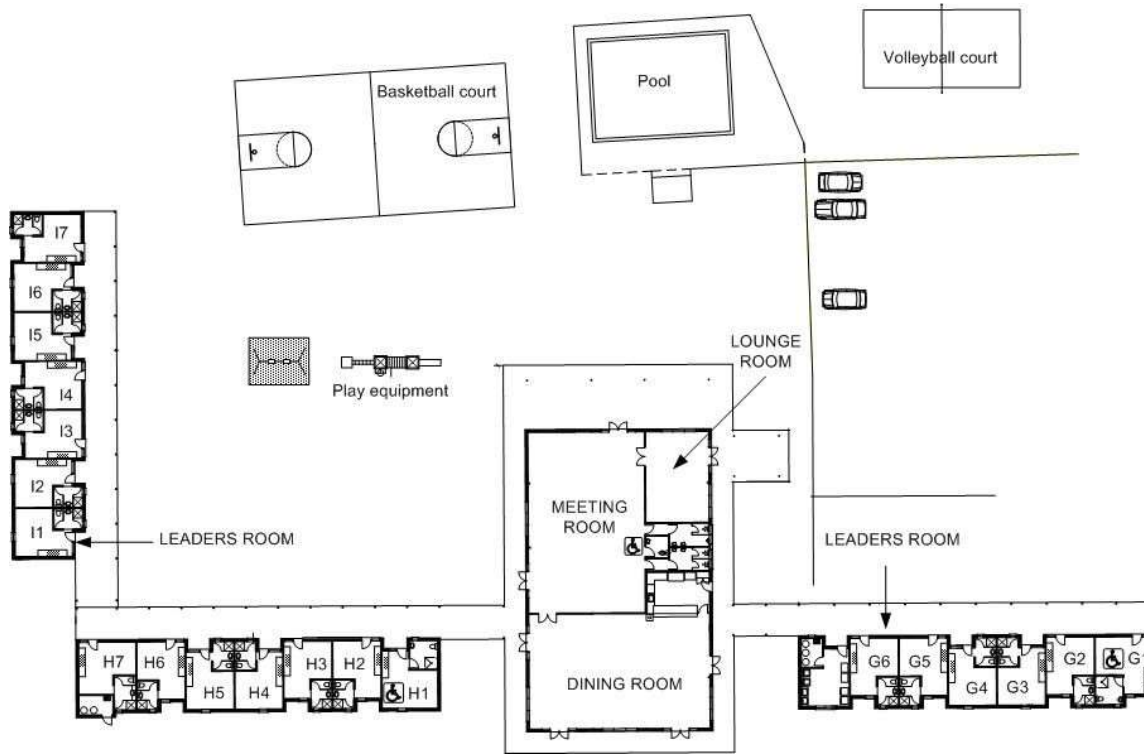 Volleyball court
Pool
Basketball court
I7
I6
I5
I4
I3
I2
I1
LOUNGE
ROOM
Play equipment
MEETING
ROOM
LEADERS ROOM
LEADERS ROOM
H7
H6
H5
H4
H3
H2
H1
DINING ROOM
G6
G5
G4
G3
G2
G1